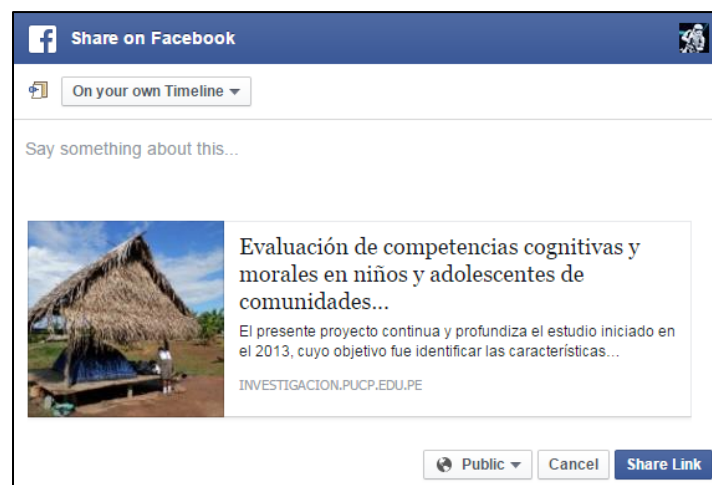 Share on Facebook
On your own Timeline
Say something about this...
Evaluación de competencias cognitivas y
morales en niños y adolescentes de
comunidades...
El presente proyecto continua y profundiza el estudio iniciado en
el 2013, cuyo objetivo fue identificar las características...
INVESTIGACION.PUCP.EDU.PE
Public Cancel Share Link